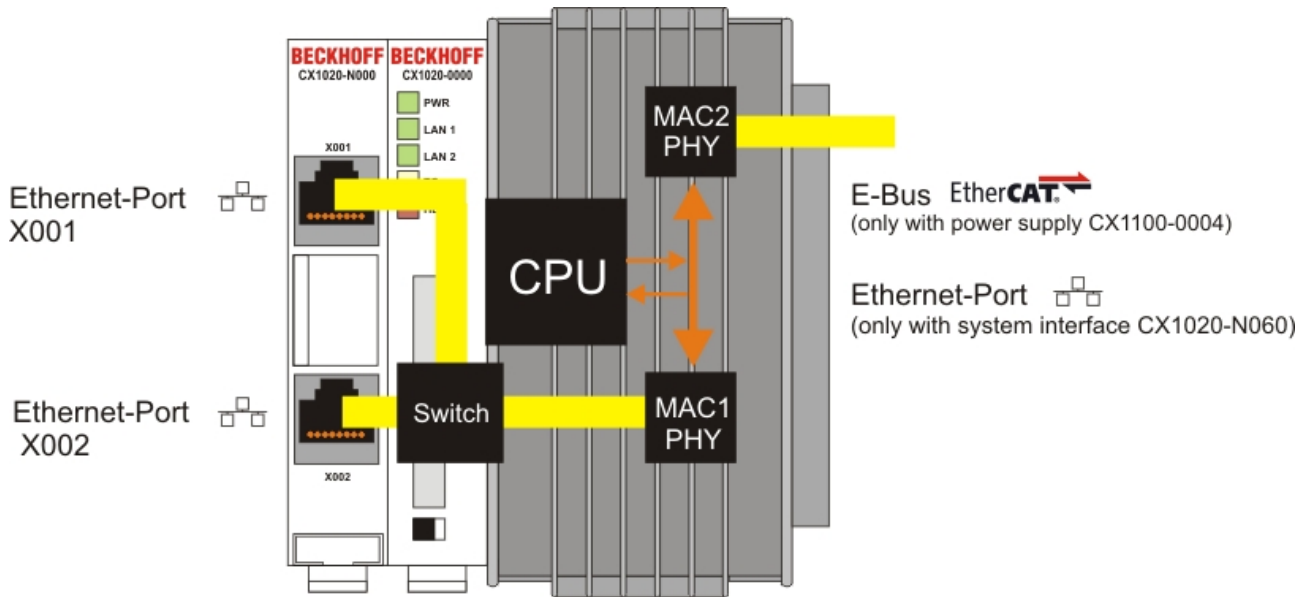 BECKHOFF
CX1020-N000
BECKHOFF
CX1020-0000
PWR
LAN 1
LAN 2
X001
Ethernet-Port
X001
CPU
MAC2
PHY
E-Bus EtherCAT.
(only with power supply CX1100-0004)
Ethernet-Port
(only with system interface CX1020-N060)
Ethernet-Port
X002
Switch
MAC1
PHY
X002